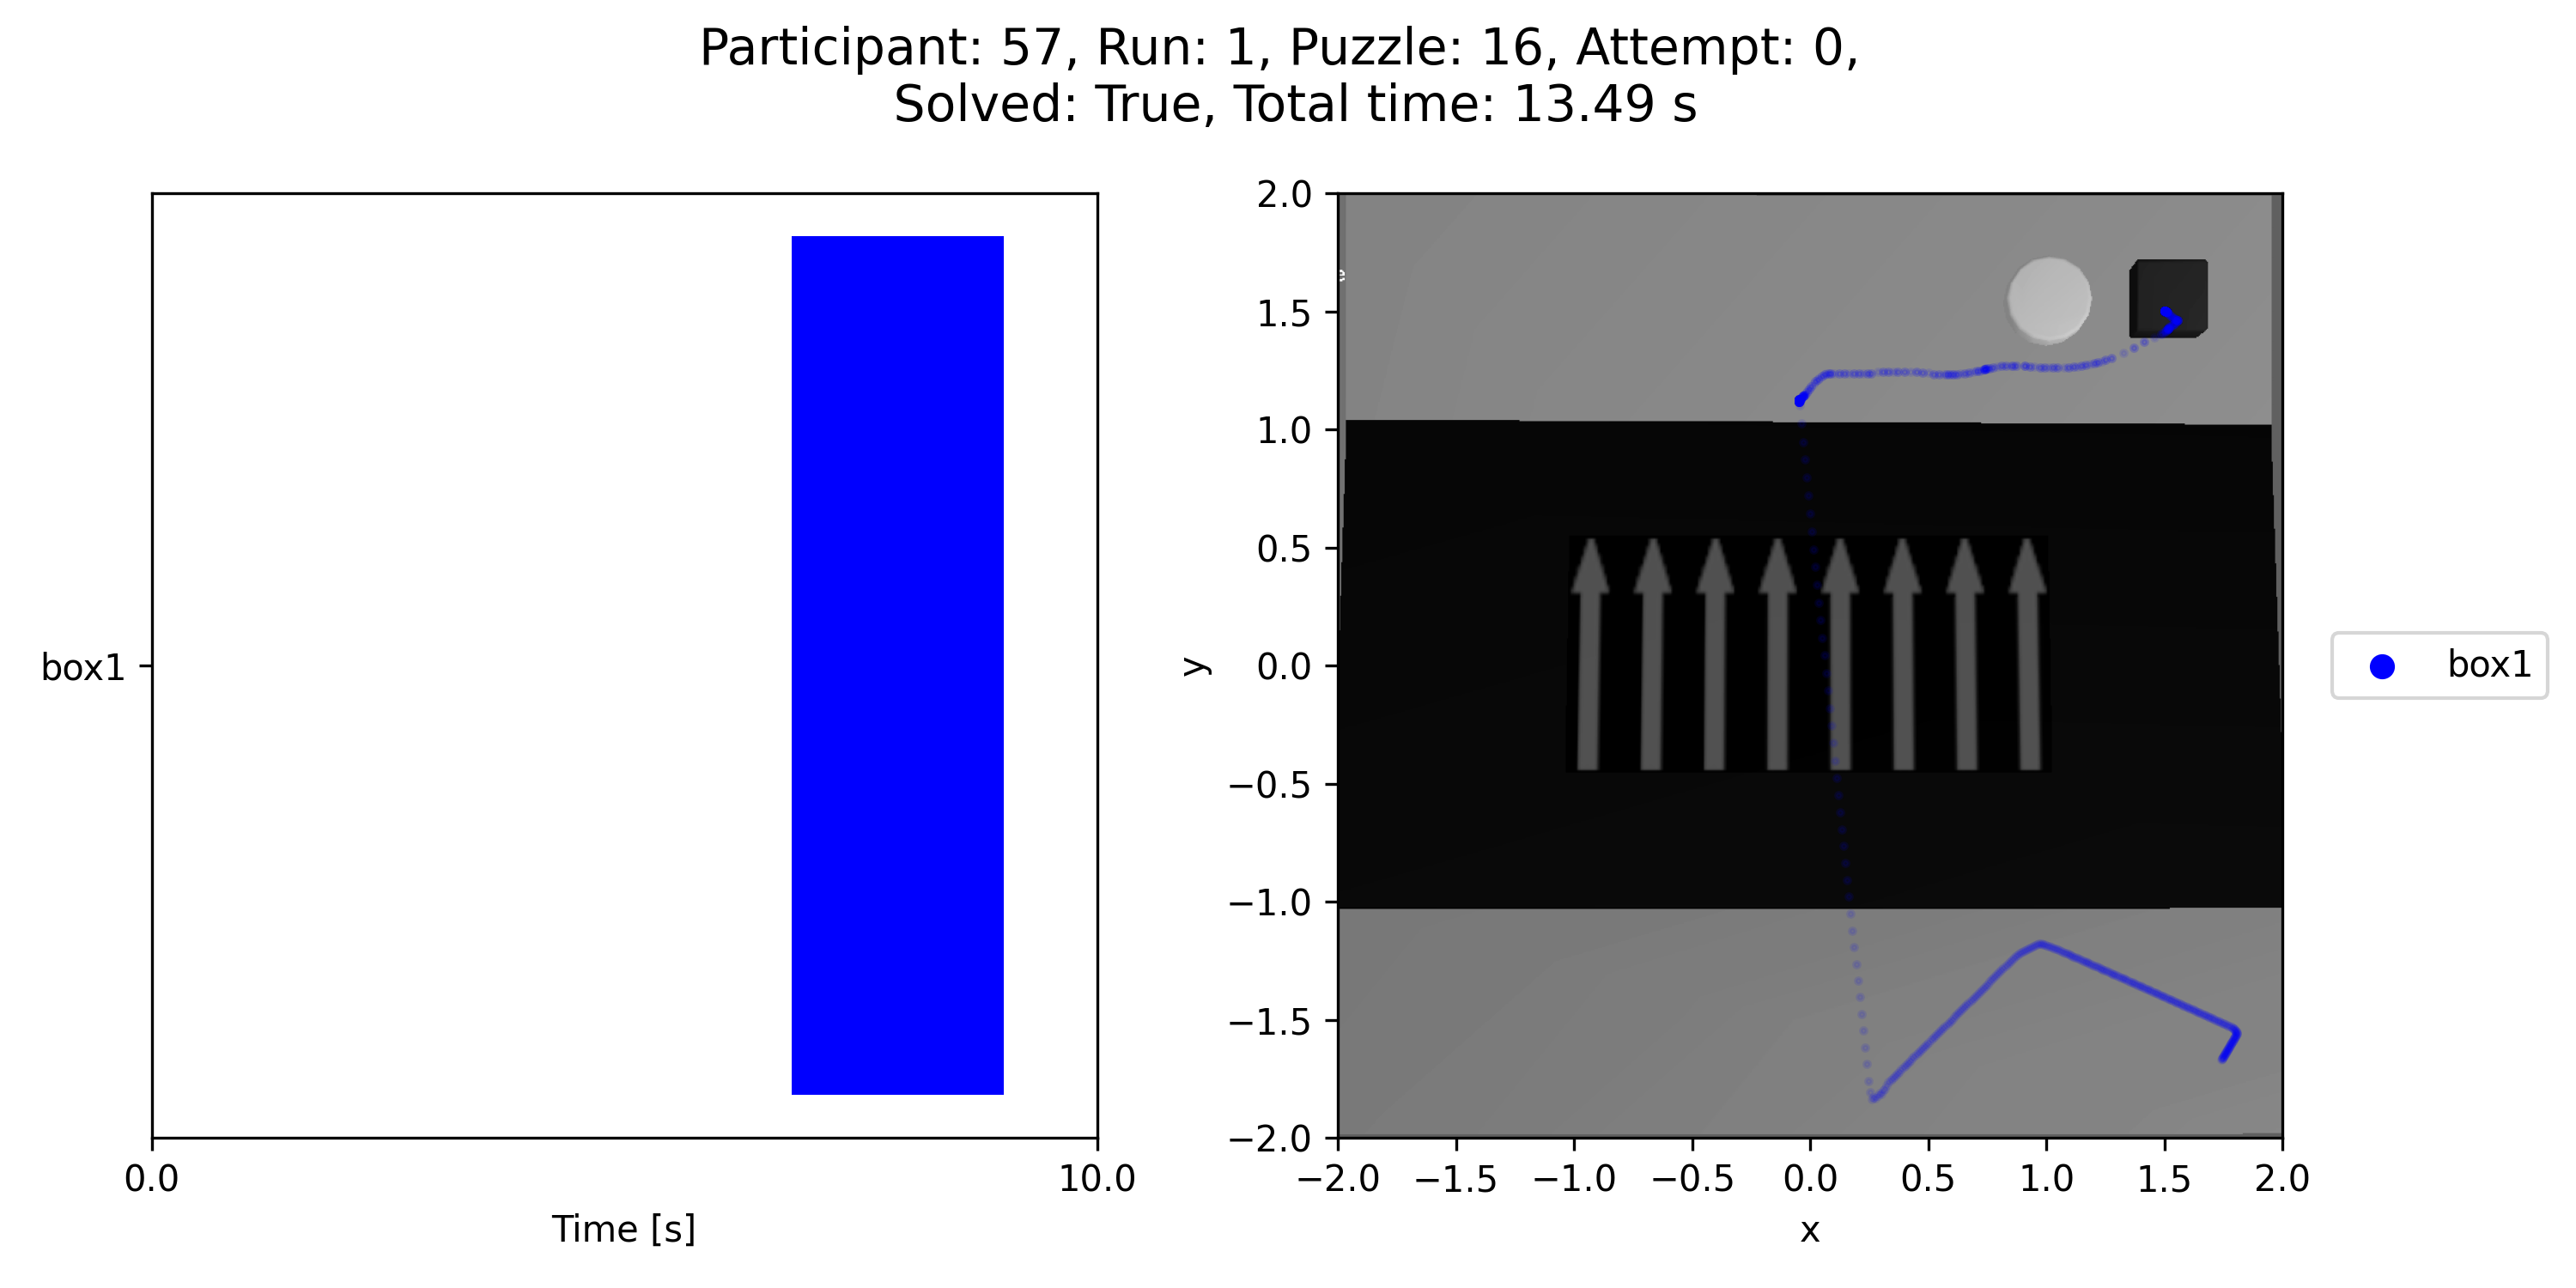 Participant: 57, Run: 1, Puzzle: 16, Attempt: 0,
Solved: True, Total time: 13.49 s
box1
0.0
10.0
Time [s]
2.0
1.5
1.0
0.5
0.0
−0.5
−1.0
−1.5
−2.0
y
e
−2.0 −1.5 −1.0 −0.5 0.0 0.5 1.0 1.5 2.0
x
box1